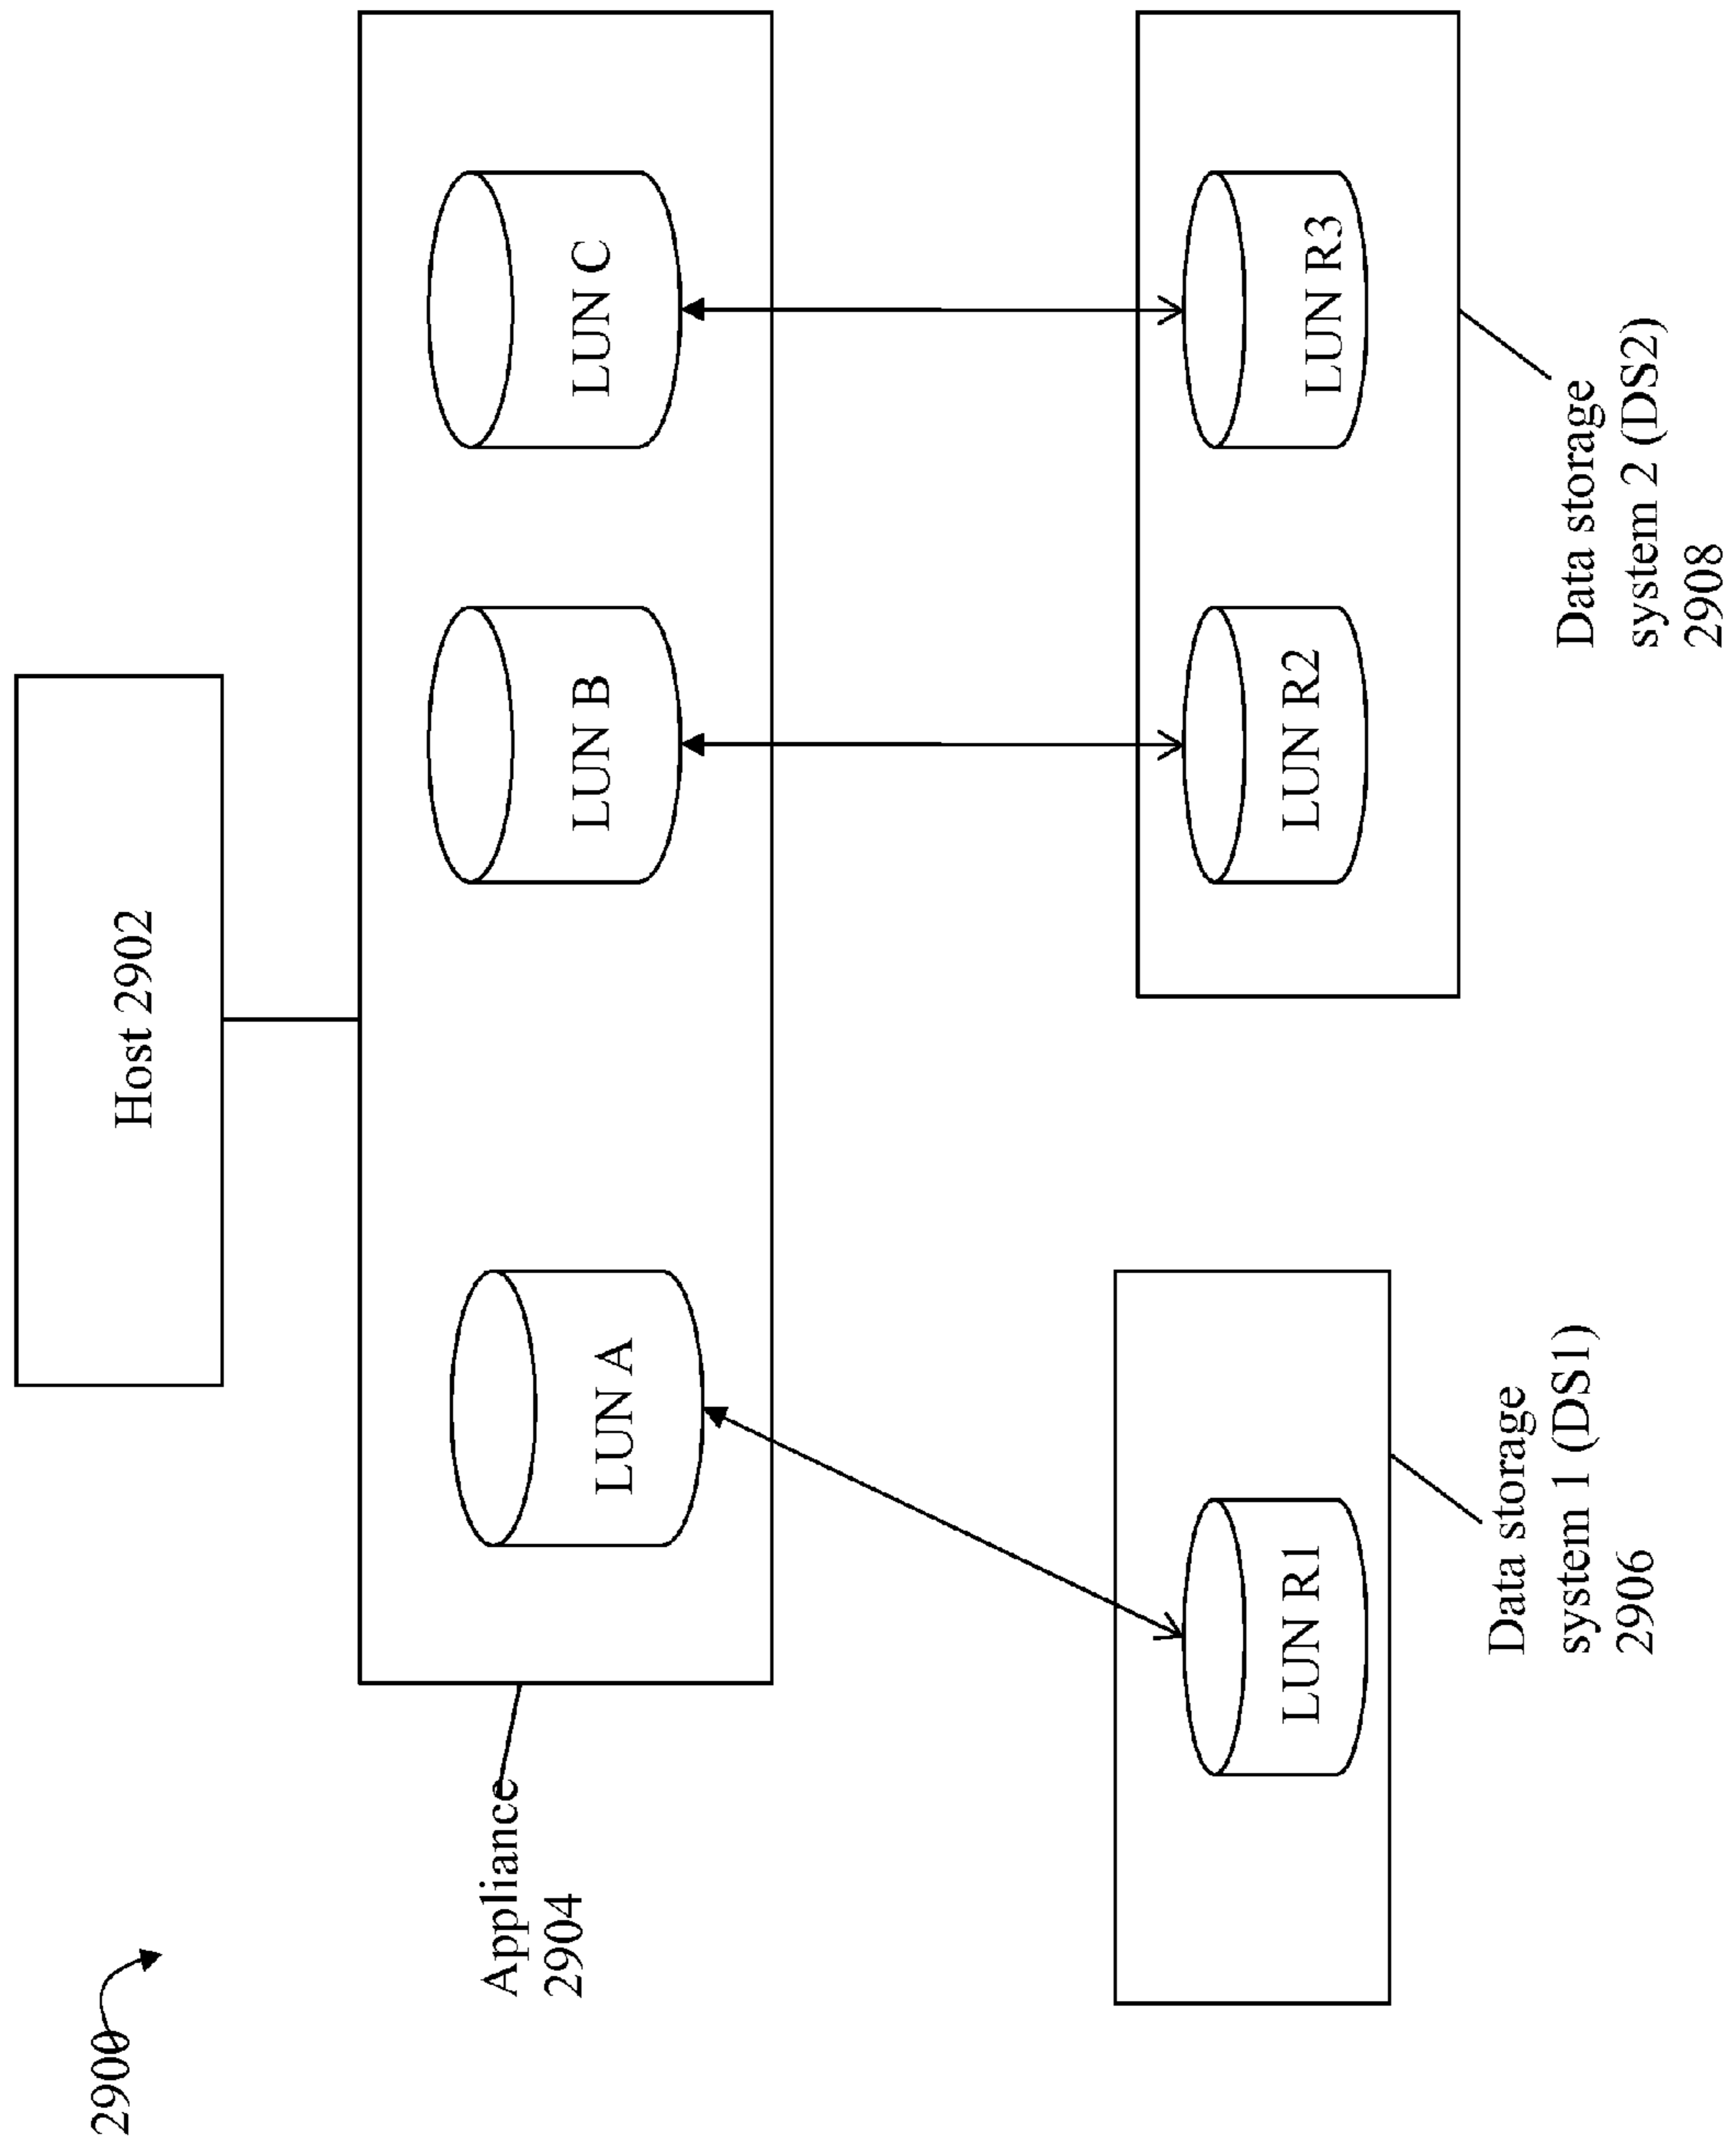 2900
Host 2902
Appliance
2904
LUN A
LUN B
LUN C
LUN R1
LUN R2
LUN R3
Data storage
system 1 (DS1)
2906
Data storage
system 2 (DS2)
2908